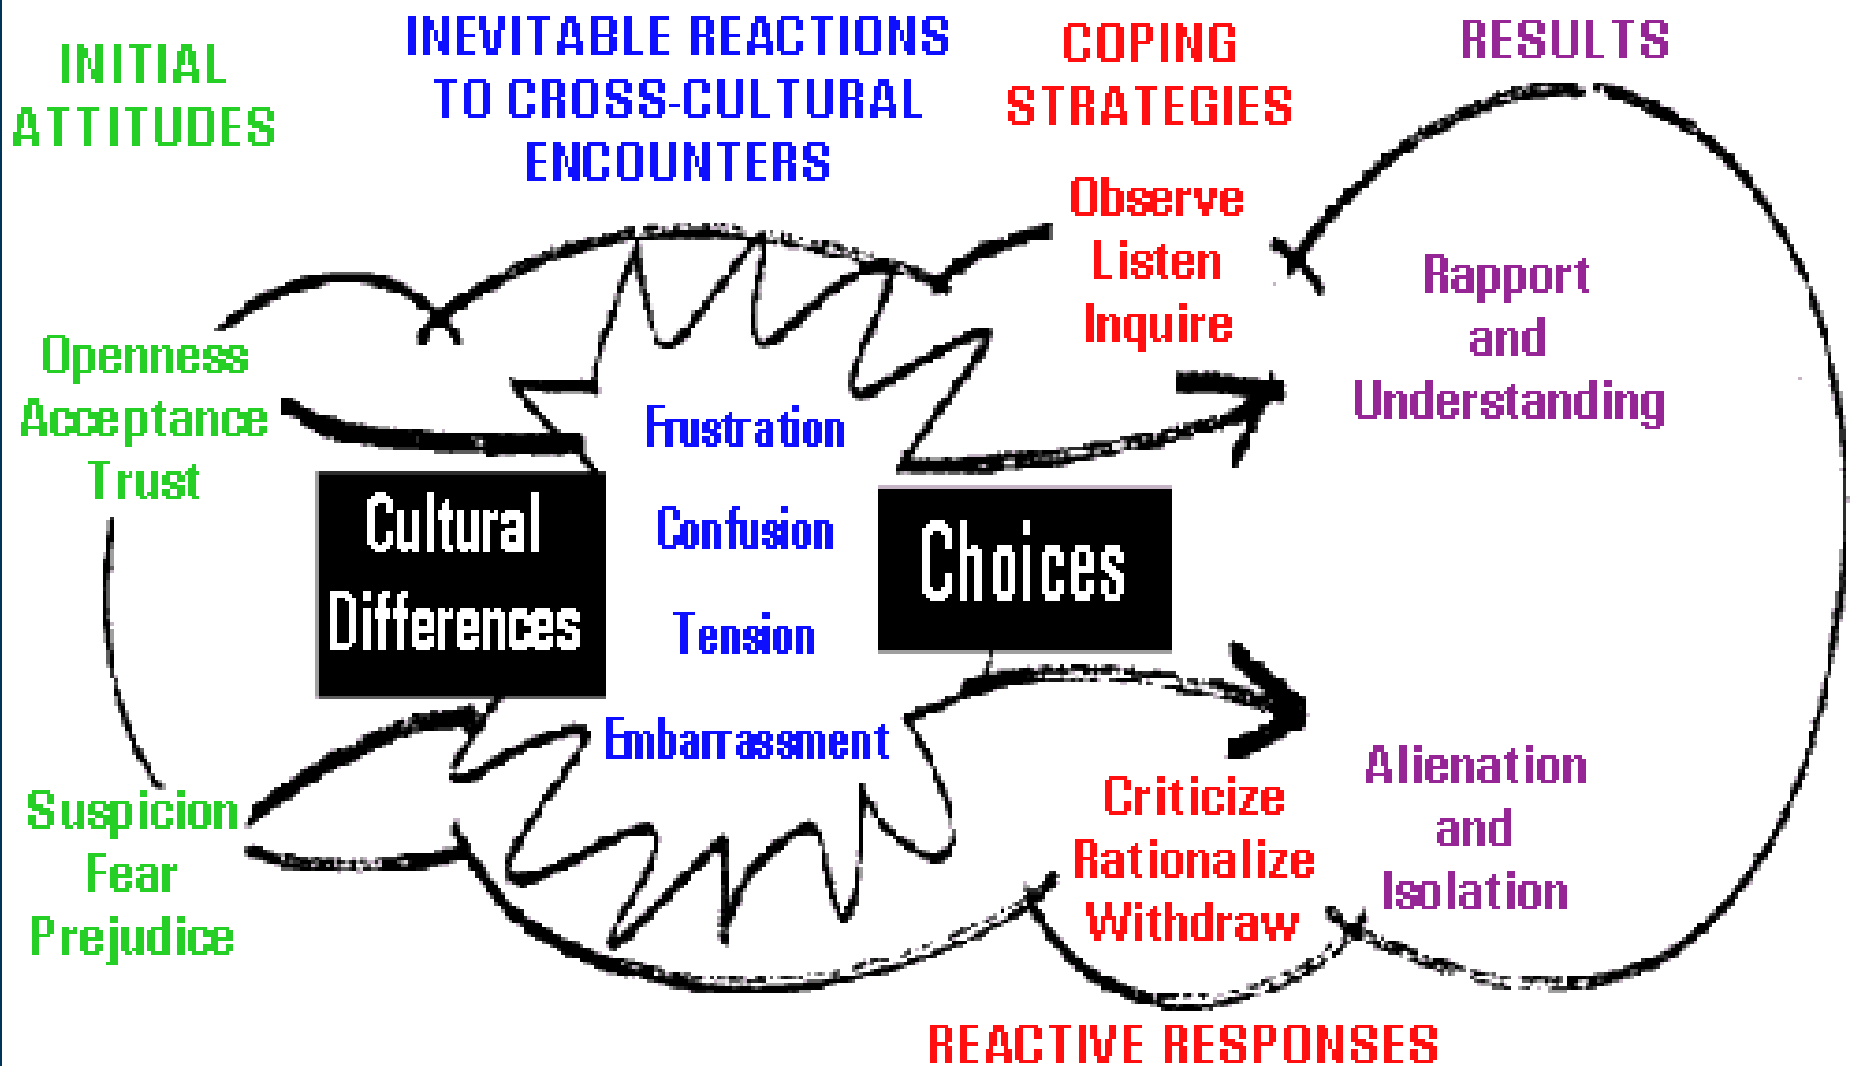 INITIAL
ATTITUDES
INEVITABLE REACTIONS
TO CROSS-CULTURAL
ENCOUNTERS
COPING
STRATEGIES
RESULTS
Openness
Acceptance
Trust
Suspicion
Fear
Prejudice
Cultural
Differences
Frustration
Confusion
Tension
Embarrassment
Choices
Observe
Listen
Inquire
Criticize
Rationalize
Withdraw
Rapport
and
Understanding
Alienation
and
Isolation
REACTIVE RESPONSES